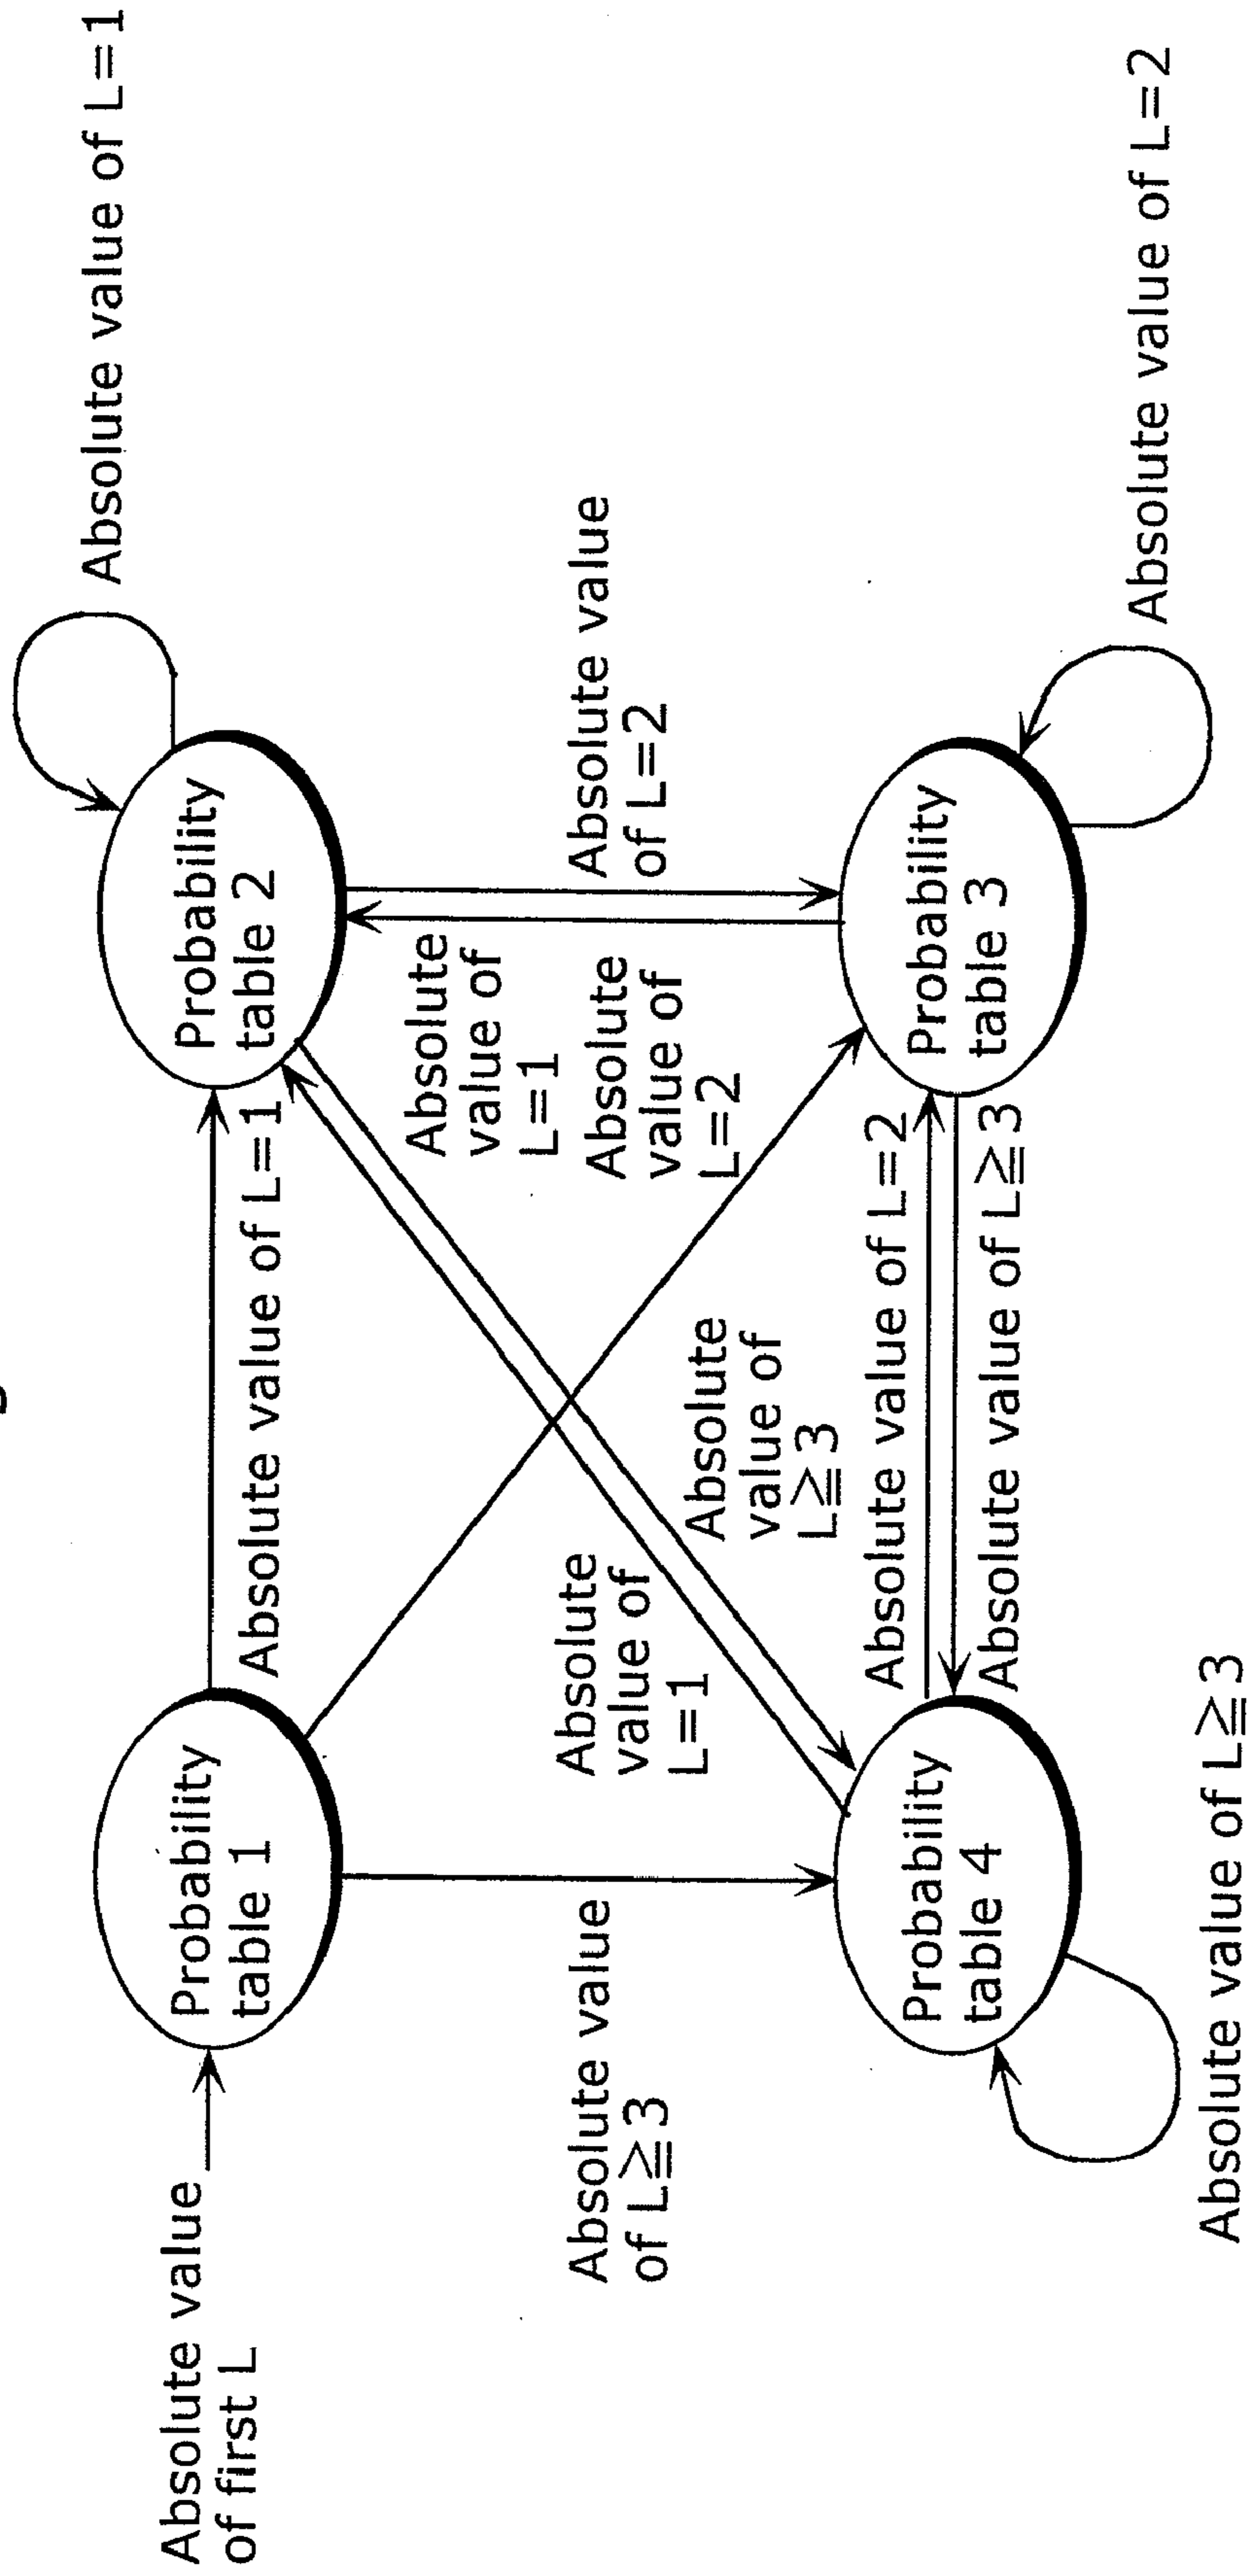 Absolute value
of first L
Probability
table 1
Absolute value of L=1
Probability
table 2
Absolute value of L=1
Absolute value
of L≧3
Absolute
value of
L=1
Absolute
value of
L≧3
Absolute
value of
L=1
Absolute
value of
L=2
Absolute value
of L=2
Probability
table 4
Absolute value of L=2
Absolute value of L≧3
Probability
table 3
Absolute value of L≧3
Absolute value of L=2